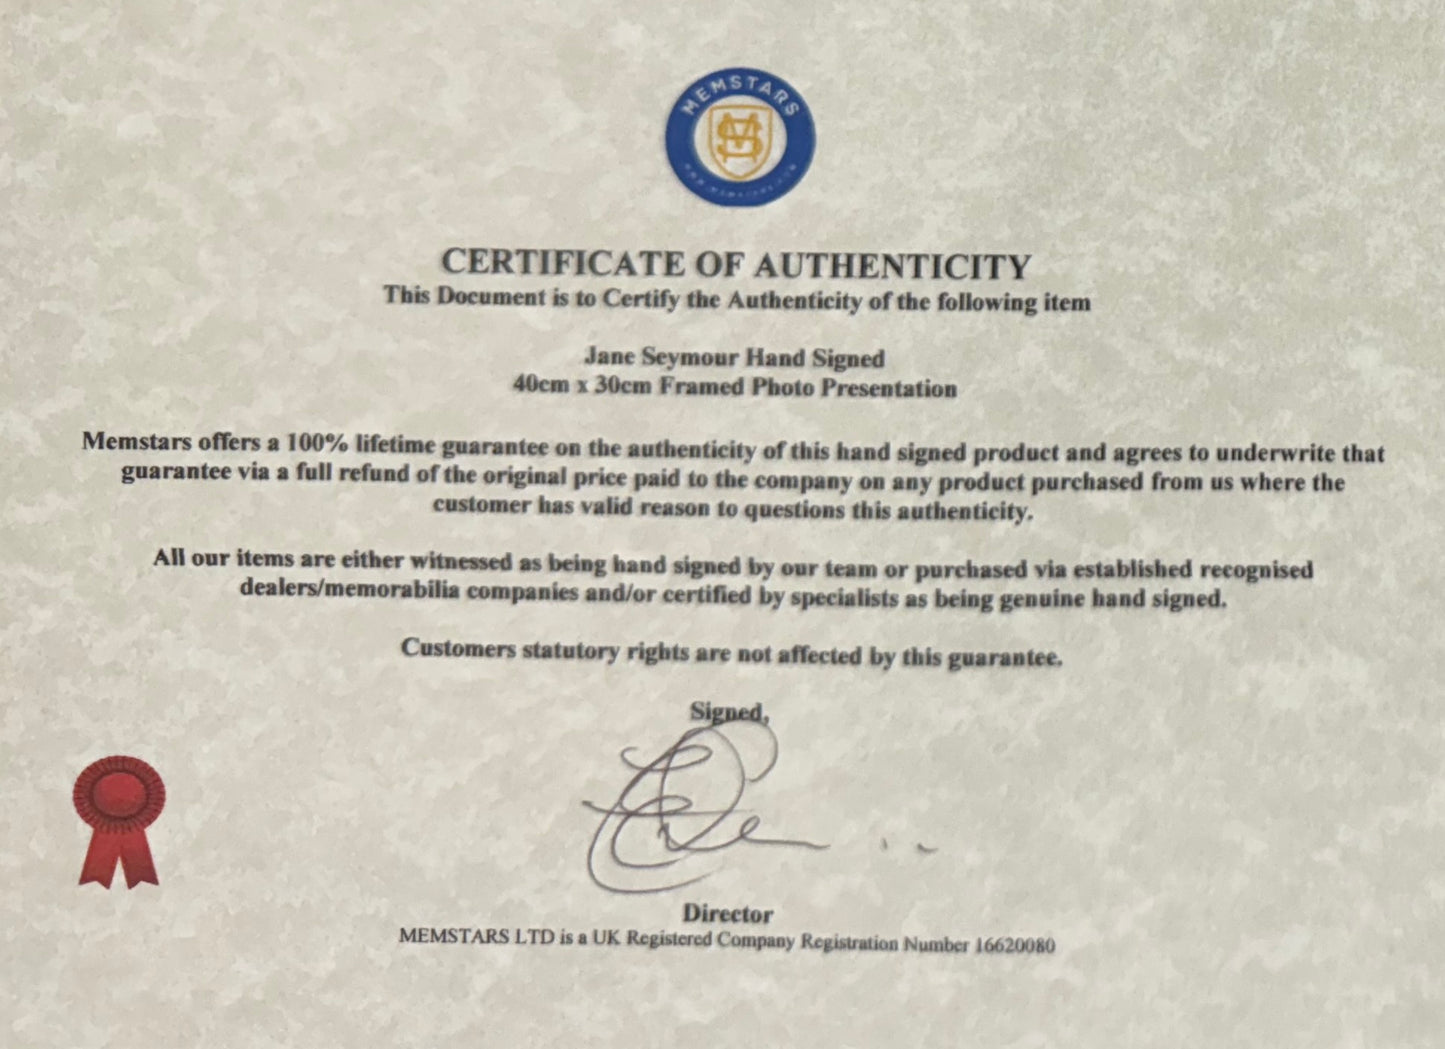 MEMSTARS
CERTIFICATE OF AUTHENTICITY
This Document is to Certify the Authenticity of the following item
Jane Seymour Hand Signed
40cm x 30cm Framed Photo Presentation
Memstars offers a 100% lifetime guarantee on the authenticity of this hand signed product and agrees to underwrite that
guarantee via a full refund of the original price paid to the company on any product purchased from us where the
customer has valid reason to questions this authenticity.
All our items are either witnessed as being hand signed by our team or purchased via established recognised
dealers/memorabilia companies and/or certified by specialists as being genuine hand signed.
Customers statutory rights are not affected by this guarantee.
Signed,
Director
MEMSTARS LTD is a UK Registered Company Registration Number 16620080